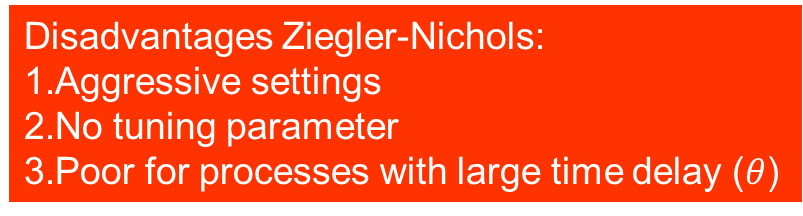 Disadvantages Ziegler-Nichols:
1.Aggressive settings
2.No tuning parameter
3.Poor for processes with large time delay (θ)